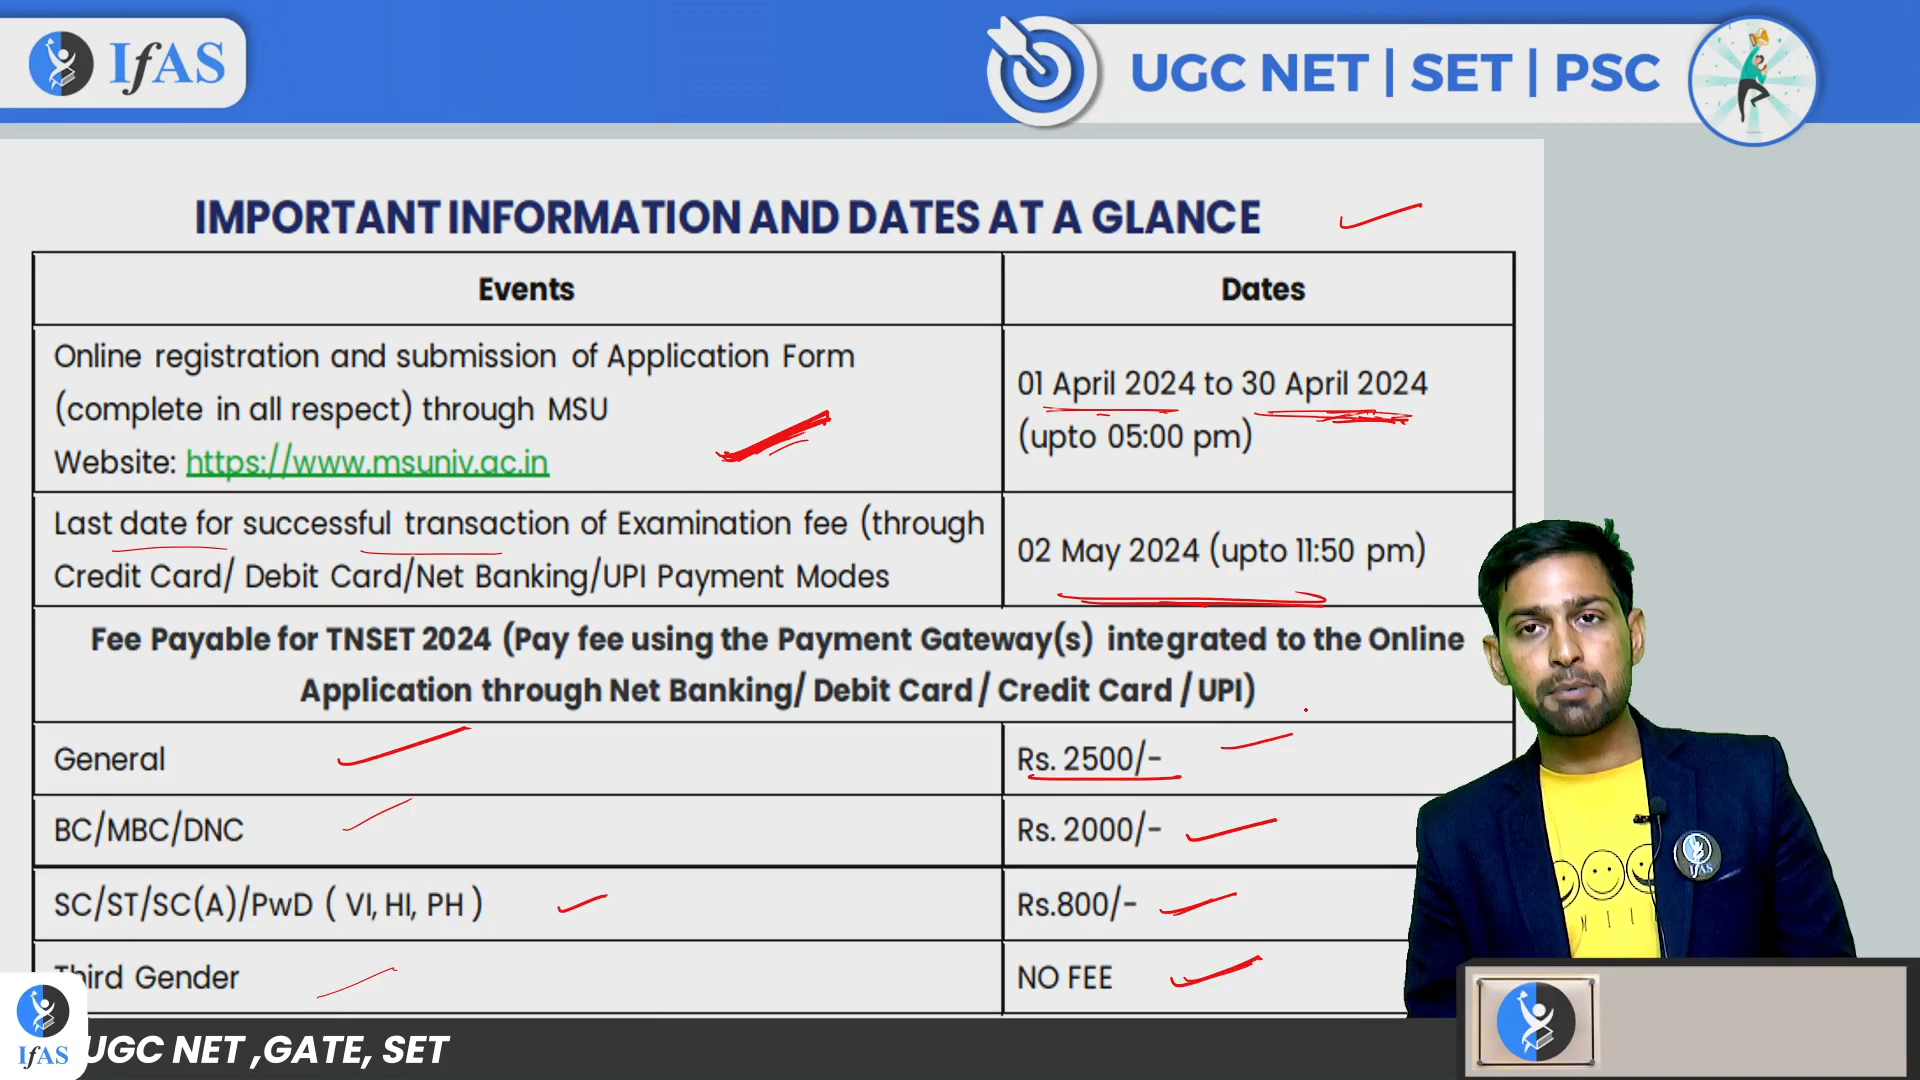 IfAS
UGC NET | SET | PSC
IMPORTANT INFORMATION AND DATES AT A GLANCE
Events
Dates
Online registration and submission of Application Form
(complete in all respect) through MSU
Website: https://www.msuniv.ac.in
01 April 2024 to 30 April 2024
(upto 05:00 pm)
Last date for successful transaction of Examination fee (through
Credit Card/ Debit Card/Net Banking/UPI Payment Modes
02 May 2024 (upto 11:50 pm)
Fee Payable for TNSET 2024 (Pay fee using the Payment Gateway(s) integrated to the Online
Application through Net Banking/ Debit Card / Credit Card / UPI)
General
Rs. 2500/-
BC/MBC/DNC
Rs. 2000/-
SC/ST/SC(A)/PwD ( VI, HI, PH )
Rs.800/-
Third Gender
NO FEE
IfAS
IfAS
UGC NET ,GATE, SET